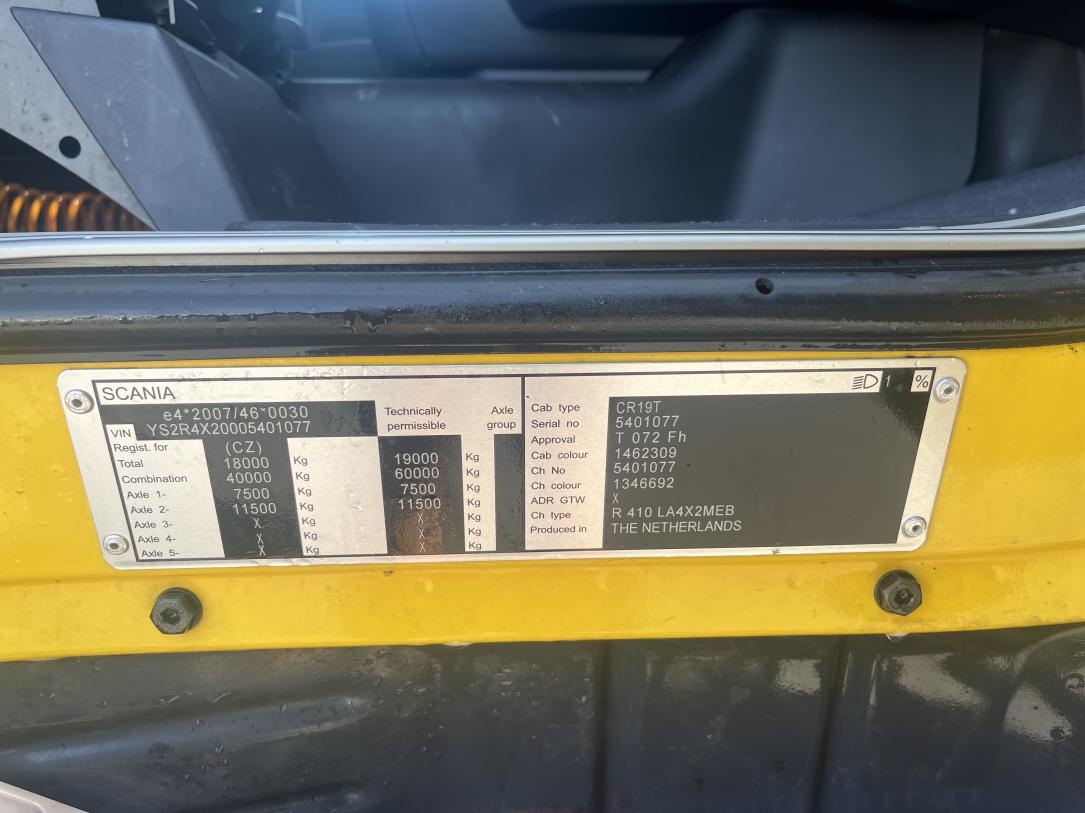 SCANIA
e4*2007/46*0030
VIN YS2R4X20005401077
Technically permissible
Axle group
Regist. for (CZ)
Total 18000 Kg 19000 Kg
Combination 40000 Kg 60000 Kg
Axle 1- 7500 Kg 7500 Kg
Axle 2- 11500 Kg 11500 Kg
Axle 3- X Kg X Kg
Axle 4- X Kg X Kg
Axle 5- X Kg X Kg
1 %
Cab type CR19T
Serial no 5401077
Approval T 072 Fh
Cab colour 1462309
Ch No 5401077
Ch colour 1346692
ADR GTW X
Ch type R 410 LA4X2MEB
Produced in THE NETHERLANDS